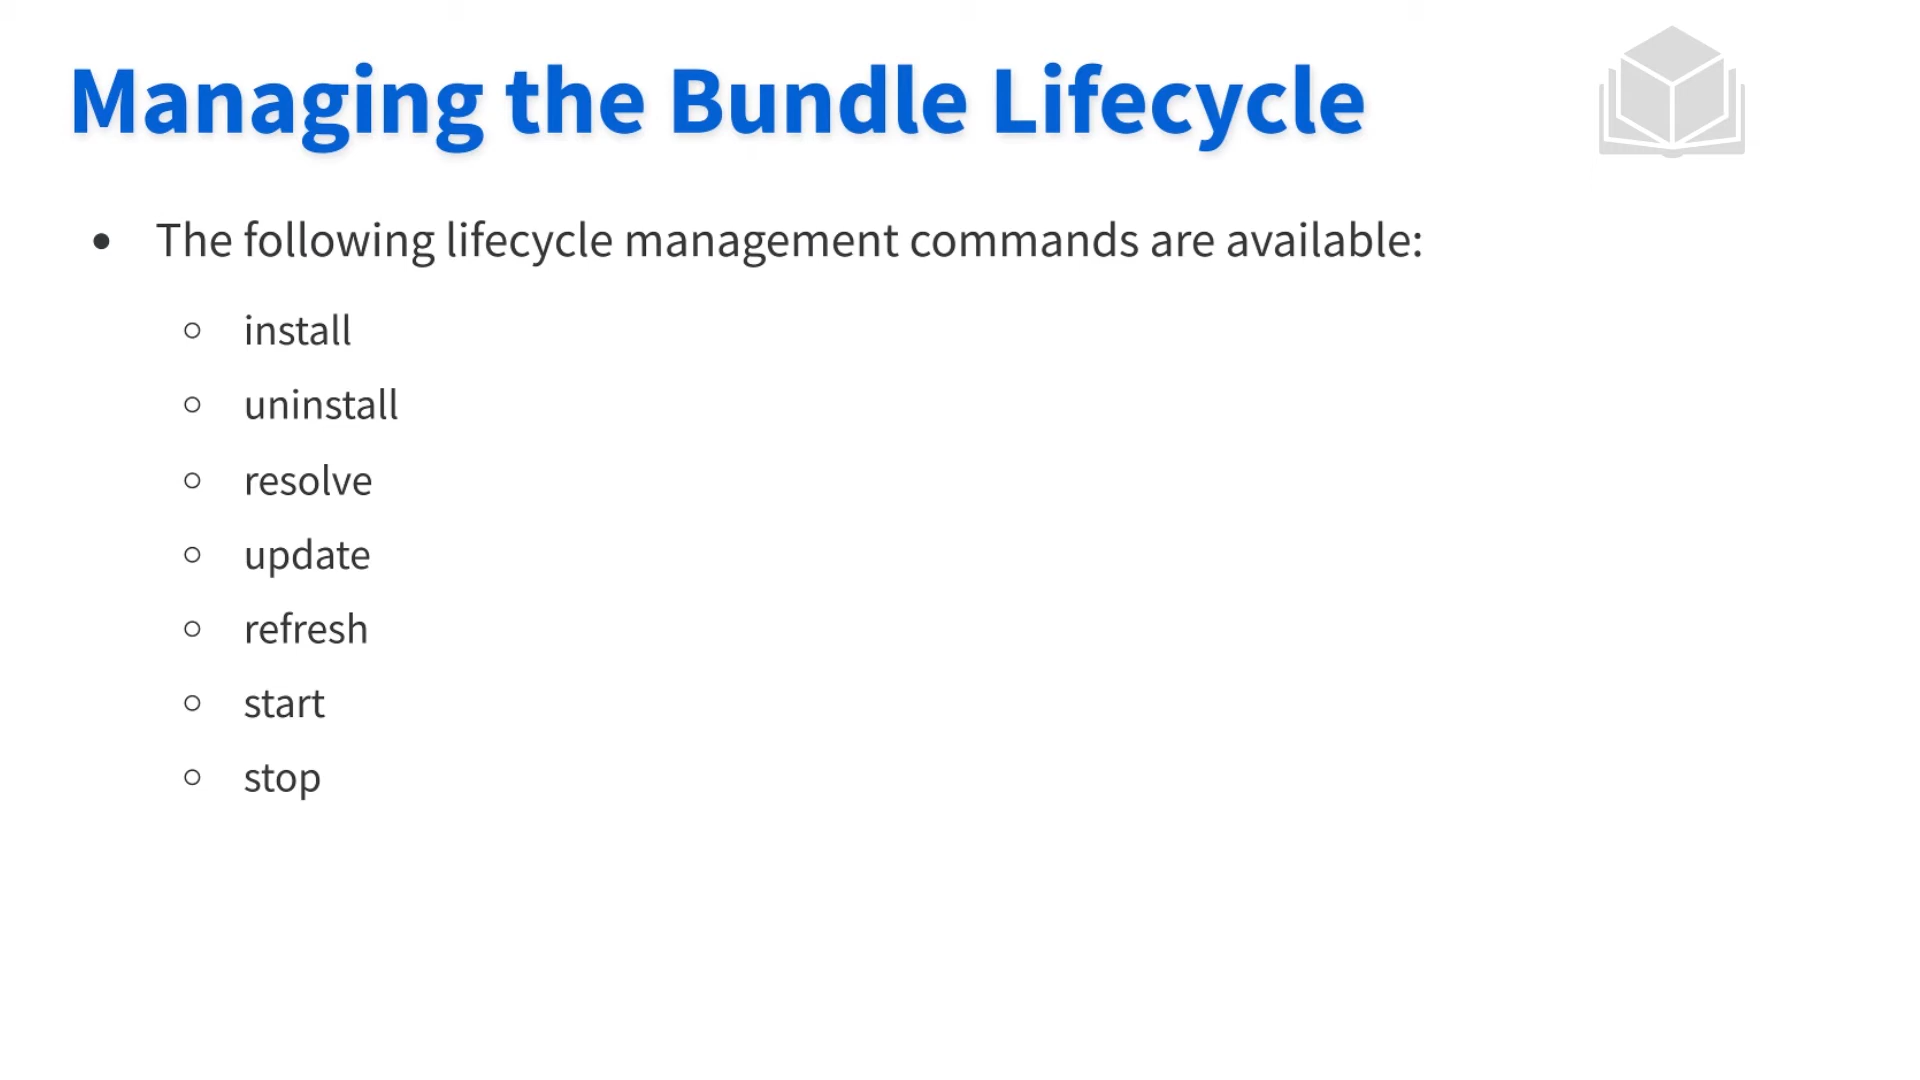 Managing the Bundle Lifecycle
• The following lifecycle management commands are available:
○ install
○ uninstall
○ resolve
○ update
○ refresh
○ start
○ stop